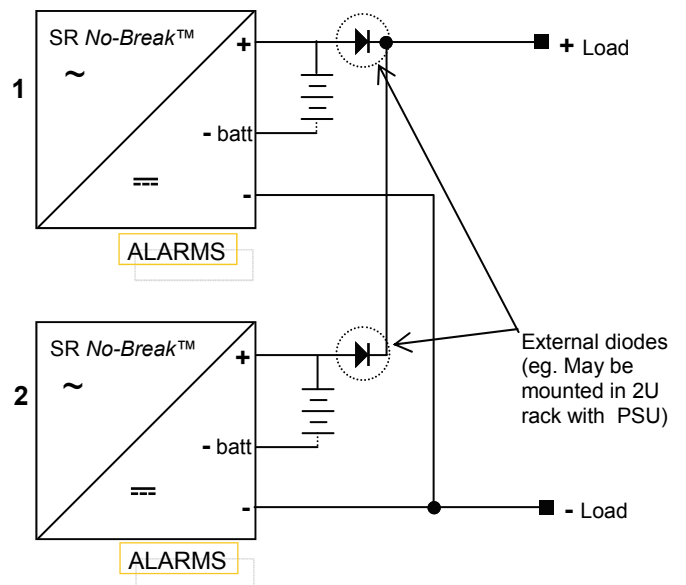 SR No-Break™
+
+ Load
~
1
- batt
-
ALARMS
SR No-Break™
+
~
2
External diodes
(eg. May be
mounted in 2U
rack with PSU)
- batt
-
- Load
ALARMS